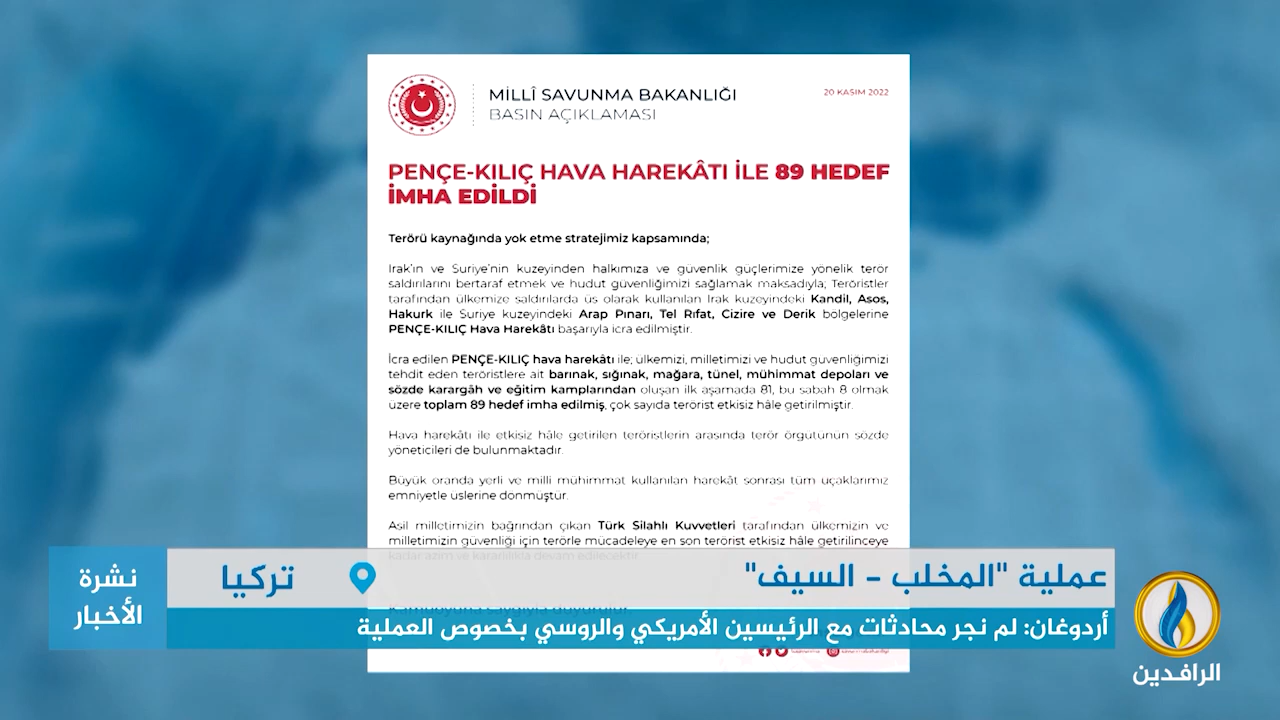 MİLLÎ SAVUNMA BAKANLIĞI
BASIN AÇIKLAMASI
20 KASIM 2022
PENÇE-KILIÇ HAVA HAREKÂTI İLE 89 HEDEF
İMHA EDİLDİ
Terörü kaynağında yok etme stratejimiz kapsamında;
Irak'ın ve Suriye'nin kuzeyinden halkımıza ve güvenlik güçlerimize yönelik terör
saldırılarını bertaraf etmek ve hudut güvenliğimizi sağlamak maksadıyla; Teröristler
tarafından ülkemize saldırılarda üs olarak kullanılan Irak kuzeyindeki Kandil, Asos,
Hakurk ile Suriye kuzeyindeki Arap Pınarı, Tel Rıfat, Cizire ve Derik bölgelerine
PENÇE-KILIÇ Hava Harekâtı başarıyla icra edilmiştir.
İcra edilen PENÇE-KILIÇ hava harekâtı ile; ülkemizi, milletimizi ve hudut güvenliğimizi
tehdit eden teröristlere ait barınak, sığınak, mağara, tünel, mühimmat depoları ve
sözde karargâh ve eğitim kamplarından oluşan ilk aşamada 81, bu sabah 8 olmak
üzere toplam 89 hedef imha edilmiş, çok sayıda terörist etkisiz hâle getirilmiştir.
Hava harekâtı ile etkisiz hâle getirilen teröristlerin arasında terör örgütünün sözde
yöneticileri de bulunmaktadır.
Büyük oranda yerli ve milli mühimmat kullanılan harekât sonrası tüm uçaklarımız
emniyetle üslerine dönmüştür.
Asil milletimizin bağrından çıkan Türk Silahlı Kuvvetleri tarafından ülkemizin ve
milletimizin güvenliği için terörle mücadeleye en son terörist etkisiz hâle getirilinceye
kadar azim ve kararlılıkla devam edilecektir.
Kamuoyuna saygıyla duyurulur.
نشرة
الأخبار
تركيا
عملية "المخلب - السيف"
أردوغان: لم نجر محادثات مع الرئيسين الأمريكي والروسي بخصوص العملية
الرافدين